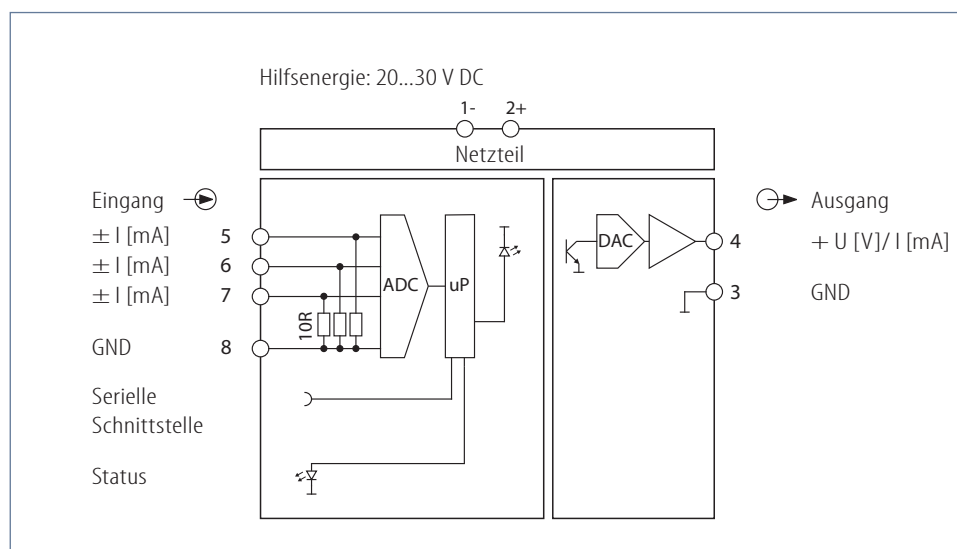 Hilfsenergie: 20...30 V DC
1- 2+
Netzteil
Eingang
Ausgang
± I [mA] 5
± I [mA] 6
± I [mA] 7
GND 8
10R
ADC
uP
DAC
4 + U [V]/ I [mA]
3 GND
Serielle
Schnittstelle
Status